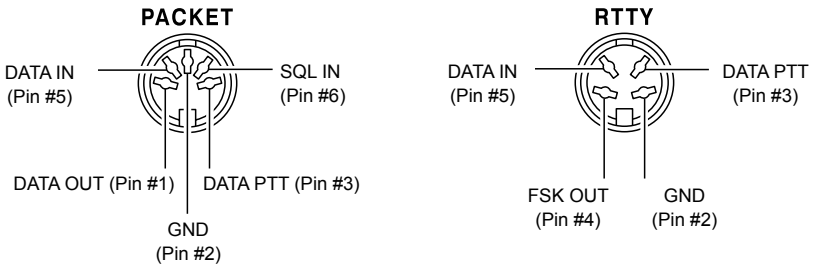 PACKET
DATA IN
(Pin #5)
SQL IN
(Pin #6)
DATA OUT (Pin #1)
DATA PTT (Pin #3)
GND
(Pin #2)
RTTY
DATA IN
(Pin #5)
DATA PTT
(Pin #3)
FSK OUT
(Pin #4)
GND
(Pin #2)